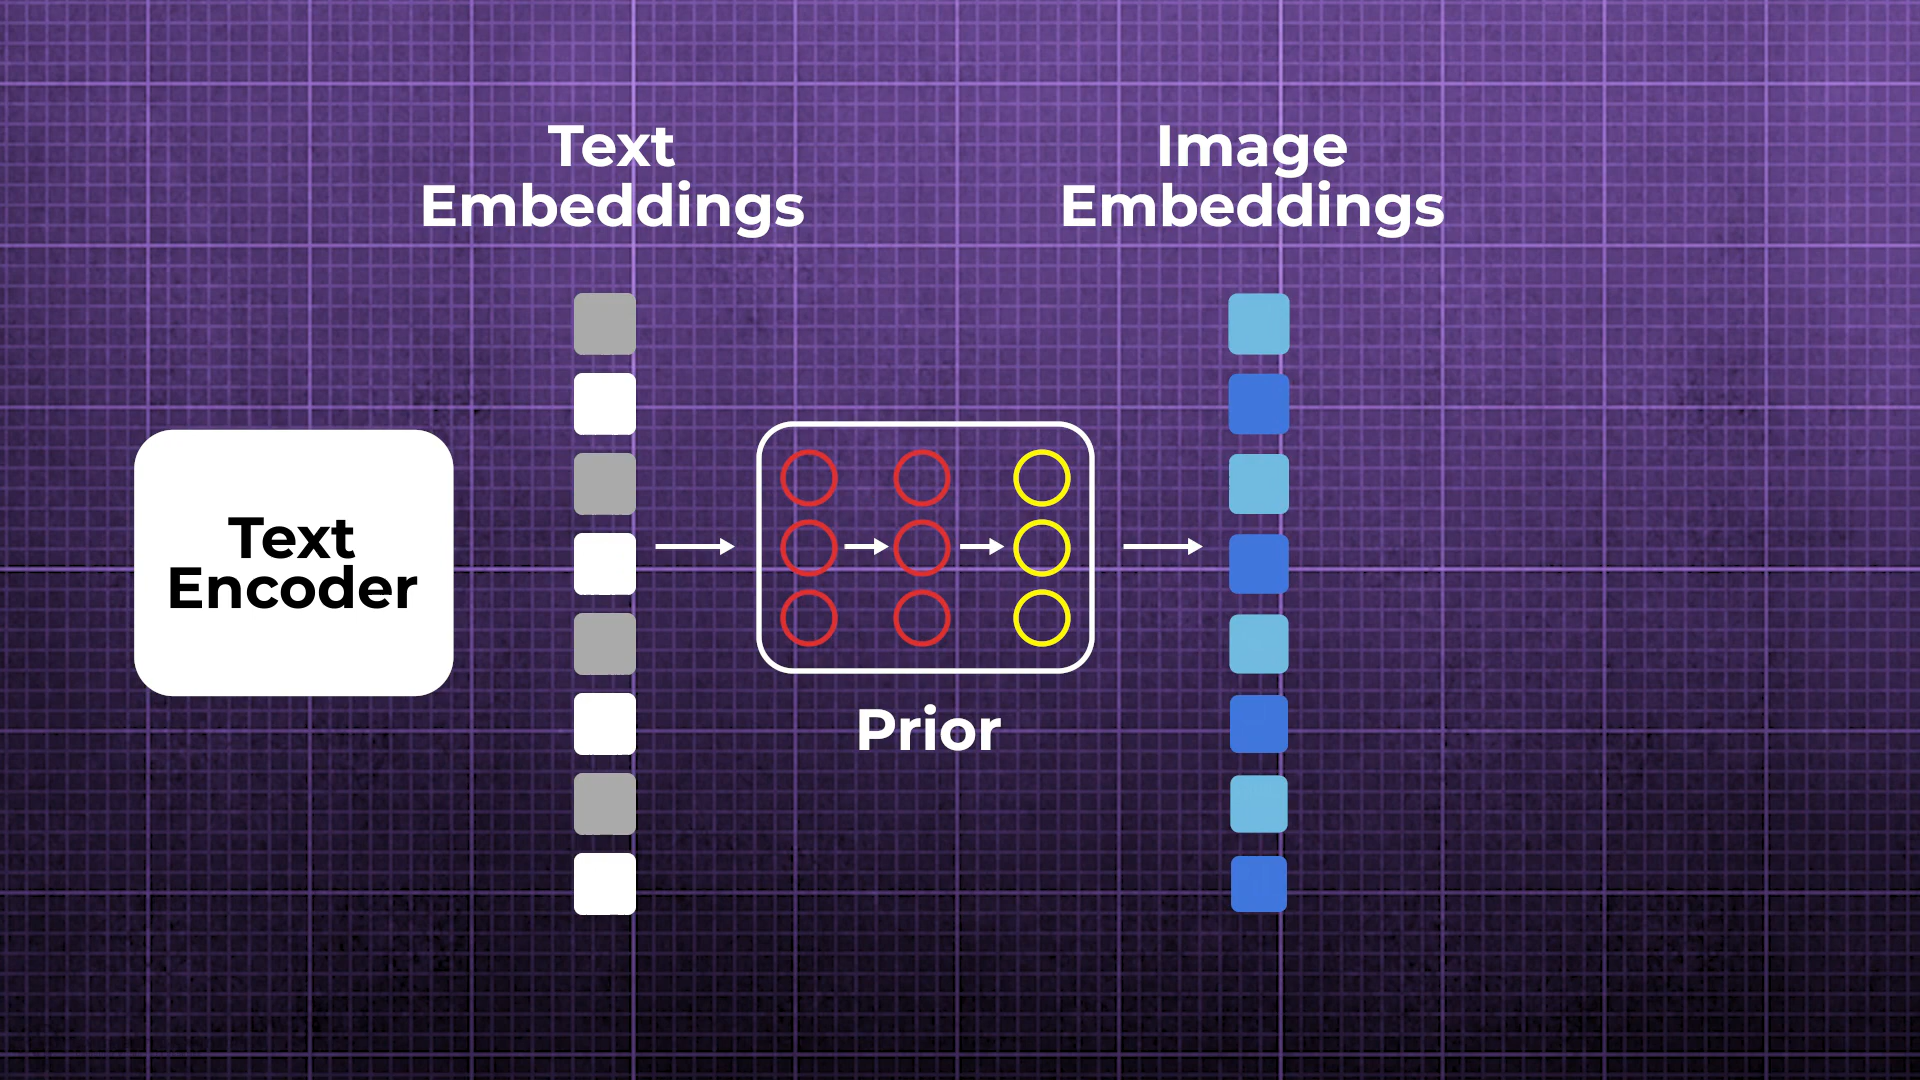 Text
Embeddings
Image
Embeddings
Text
Encoder
Prior